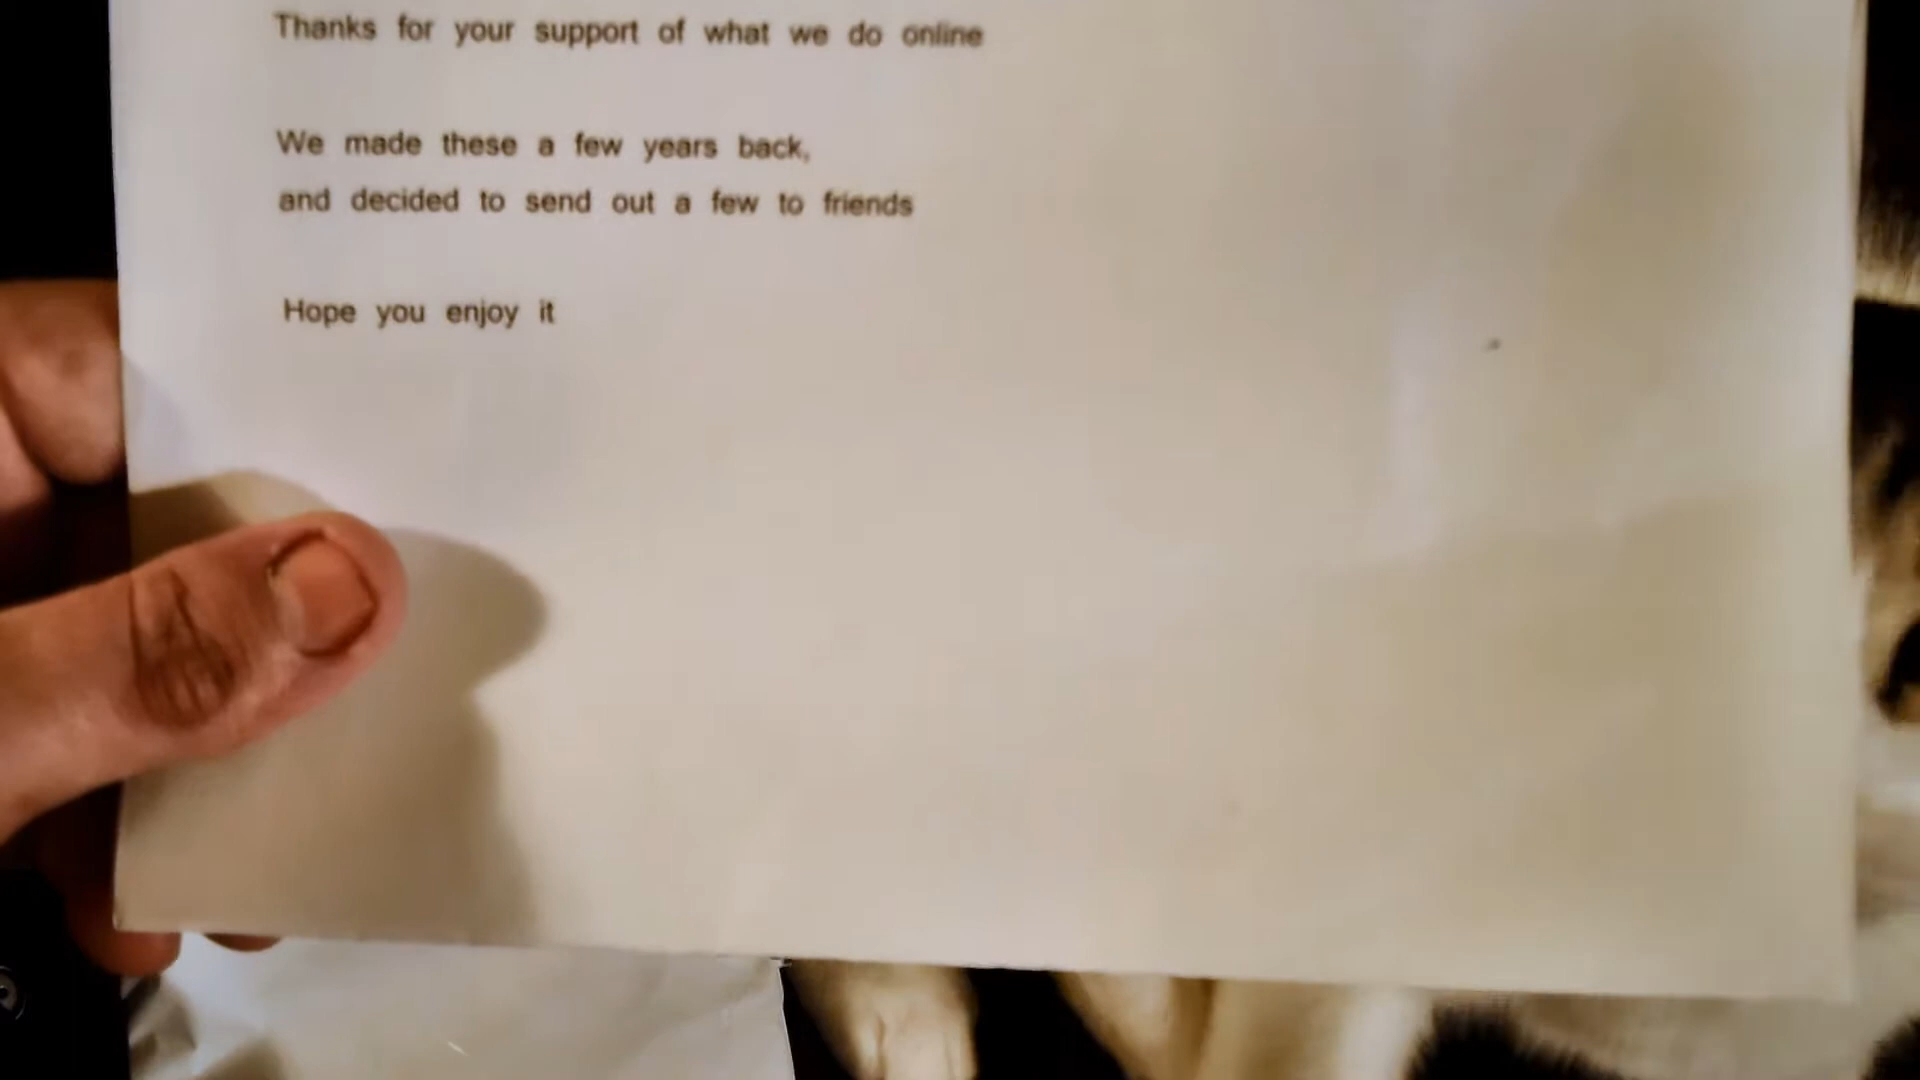 Thanks for your support of what we do online
We made these a few years back,
and decided to send out a few to friends
Hope you enjoy it